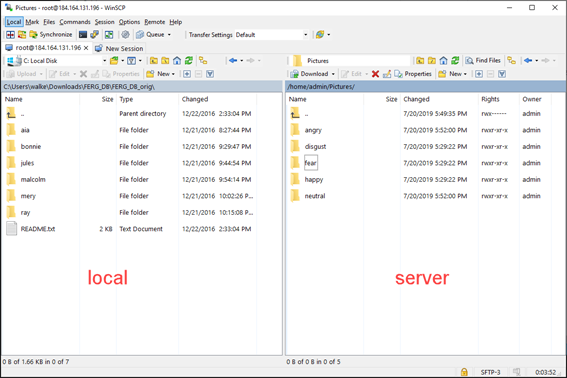 Pictures - root@184.164.131.196 - WinSCP
Local Mark Files Commands Session Options Remote Help
Synchronize Queue Transfer Settings Default
root@184.164.131.196 New Session
C: Local Disk
Upload Edit Properties New
C:\Users\walke\Downloads\FERG_DB\FERG_DB_orig\
Name Size Type Changed
.. Parent directory 12/22/2016 2:33:04 PM
aia File folder 12/21/2016 8:27:44 PM
bonnie File folder 12/21/2016 9:29:47 PM
jules File folder 12/21/2016 9:44:54 PM
malcolm File folder 12/21/2016 9:54:14 PM
mery File folder 12/21/2016 10:02:26 P...
ray File folder 12/21/2016 10:15:08 P...
README.txt 2 KB Text Document 12/22/2016 2:33:04 PM
local
0 B of 1.66 KB in 0 of 7
Pictures Find Files
Download Edit Properties New
/home/admin/Pictures/
Name Size Changed Rights Owner
.. 7/20/2019 5:49:35 PM rwx------ admin
angry 7/20/2019 5:52:00 PM rwxr-xr-x admin
disgust 7/20/2019 5:29:22 PM rwxr-xr-x admin
fear 7/20/2019 5:29:22 PM rwxr-xr-x admin
happy 7/20/2019 5:29:22 PM rwxr-xr-x admin
neutral 7/20/2019 5:52:00 PM rwxr-xr-x admin
server
0 B of 0 B in 0 of 5
SFTP-3 0:03:52